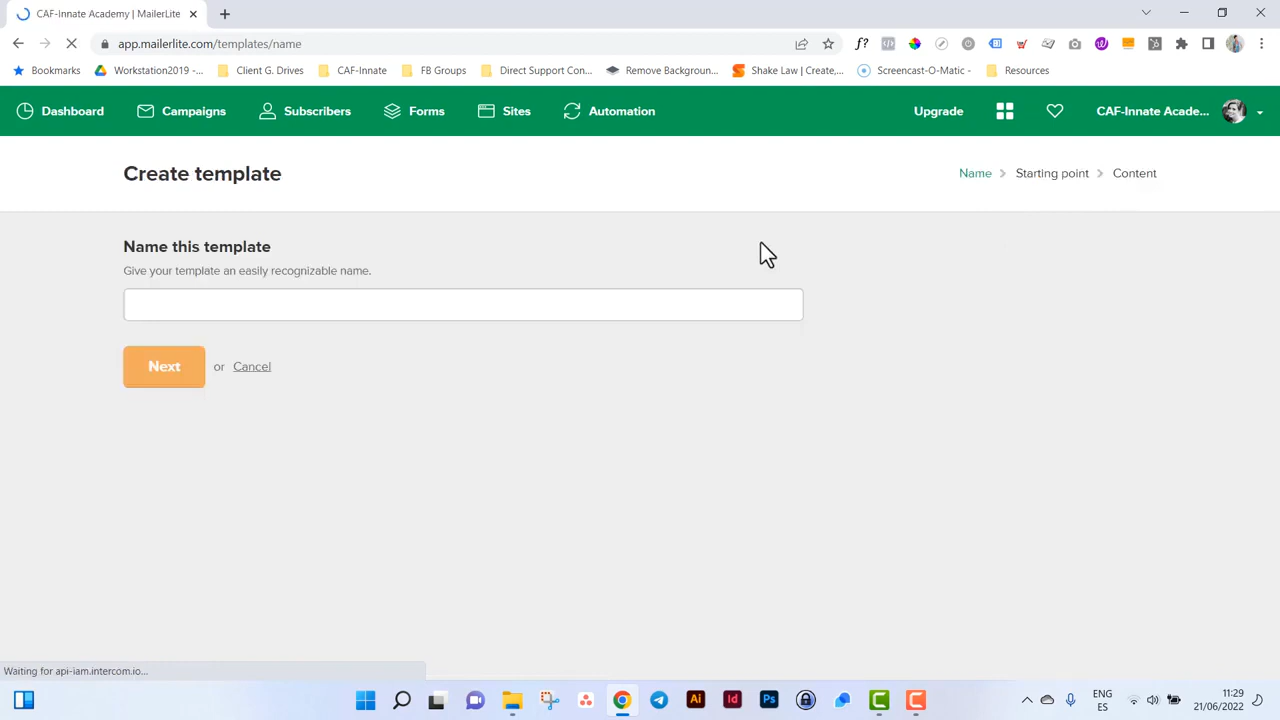 CAF-Innate Academy | MailerLite
app.mailerlite.com/templates/name
f?
Bookmarks
Workstation2019 -...
Client G. Drives
CAF-Innate
FB Groups
Direct Support Con...
Remove Backgroun...
Shake Law | Create,...
Screencast-O-Matic -
Resources
Dashboard
Campaigns
Subscribers
Forms
Sites
Automation
Upgrade
CAF-Innate Acade...
Create template
Name
Starting point
Content
Name this template
Give your template an easily recognizable name.
Next
or
Cancel
Waiting for api-iam.intercom.io...
Ai
Id
Ps
ENG
ES
11:29
21/06/2022